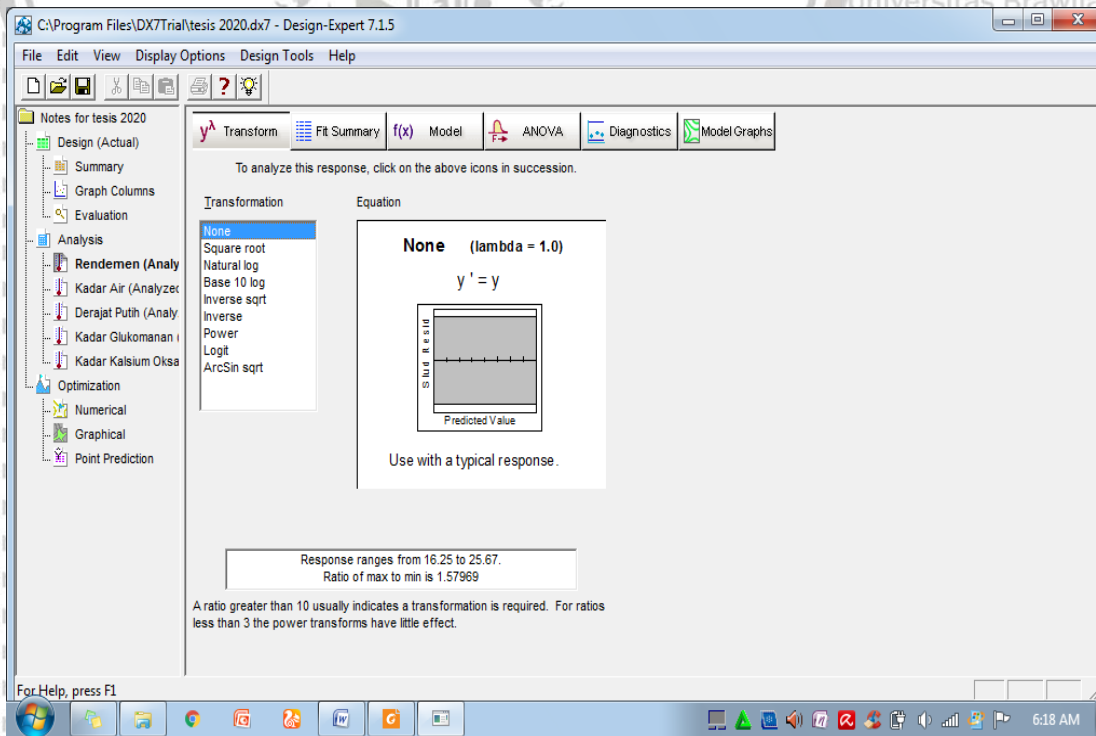 Universitas Brawija
C:\Program Files\DX7Trial\tesis 2020.dx7 - Design-Expert 7.1.5
File Edit View Display Options Design Tools Help
Notes for tesis 2020
Design (Actual)
Summary
Graph Columns
Evaluation
Analysis
Rendemen (Analy
Kadar Air (Analyzed
Derajat Putih (Analy
Kadar Glukomanan (
Kadar Kalsium Oksa
Optimization
Numerical
Graphical
Point Prediction
yλ Transform Fit Summary f(x) Model ANOVA Diagnostics Model Graphs
To analyze this response, click on the above icons in succession.
Transformation
None
Square root
Natural log
Base 10 log
Inverse sqrt
Inverse
Power
Logit
ArcSin sqrt
Equation
None (lambda = 1.0)
y ' = y
Stud Resid
Predicted Value
Use with a typical response.
Response ranges from 16.25 to 25.67.
Ratio of max to min is 1.57969
A ratio greater than 10 usually indicates a transformation is required. For ratios
less than 3 the power transforms have little effect.
For Help, press F1
6:18 AM